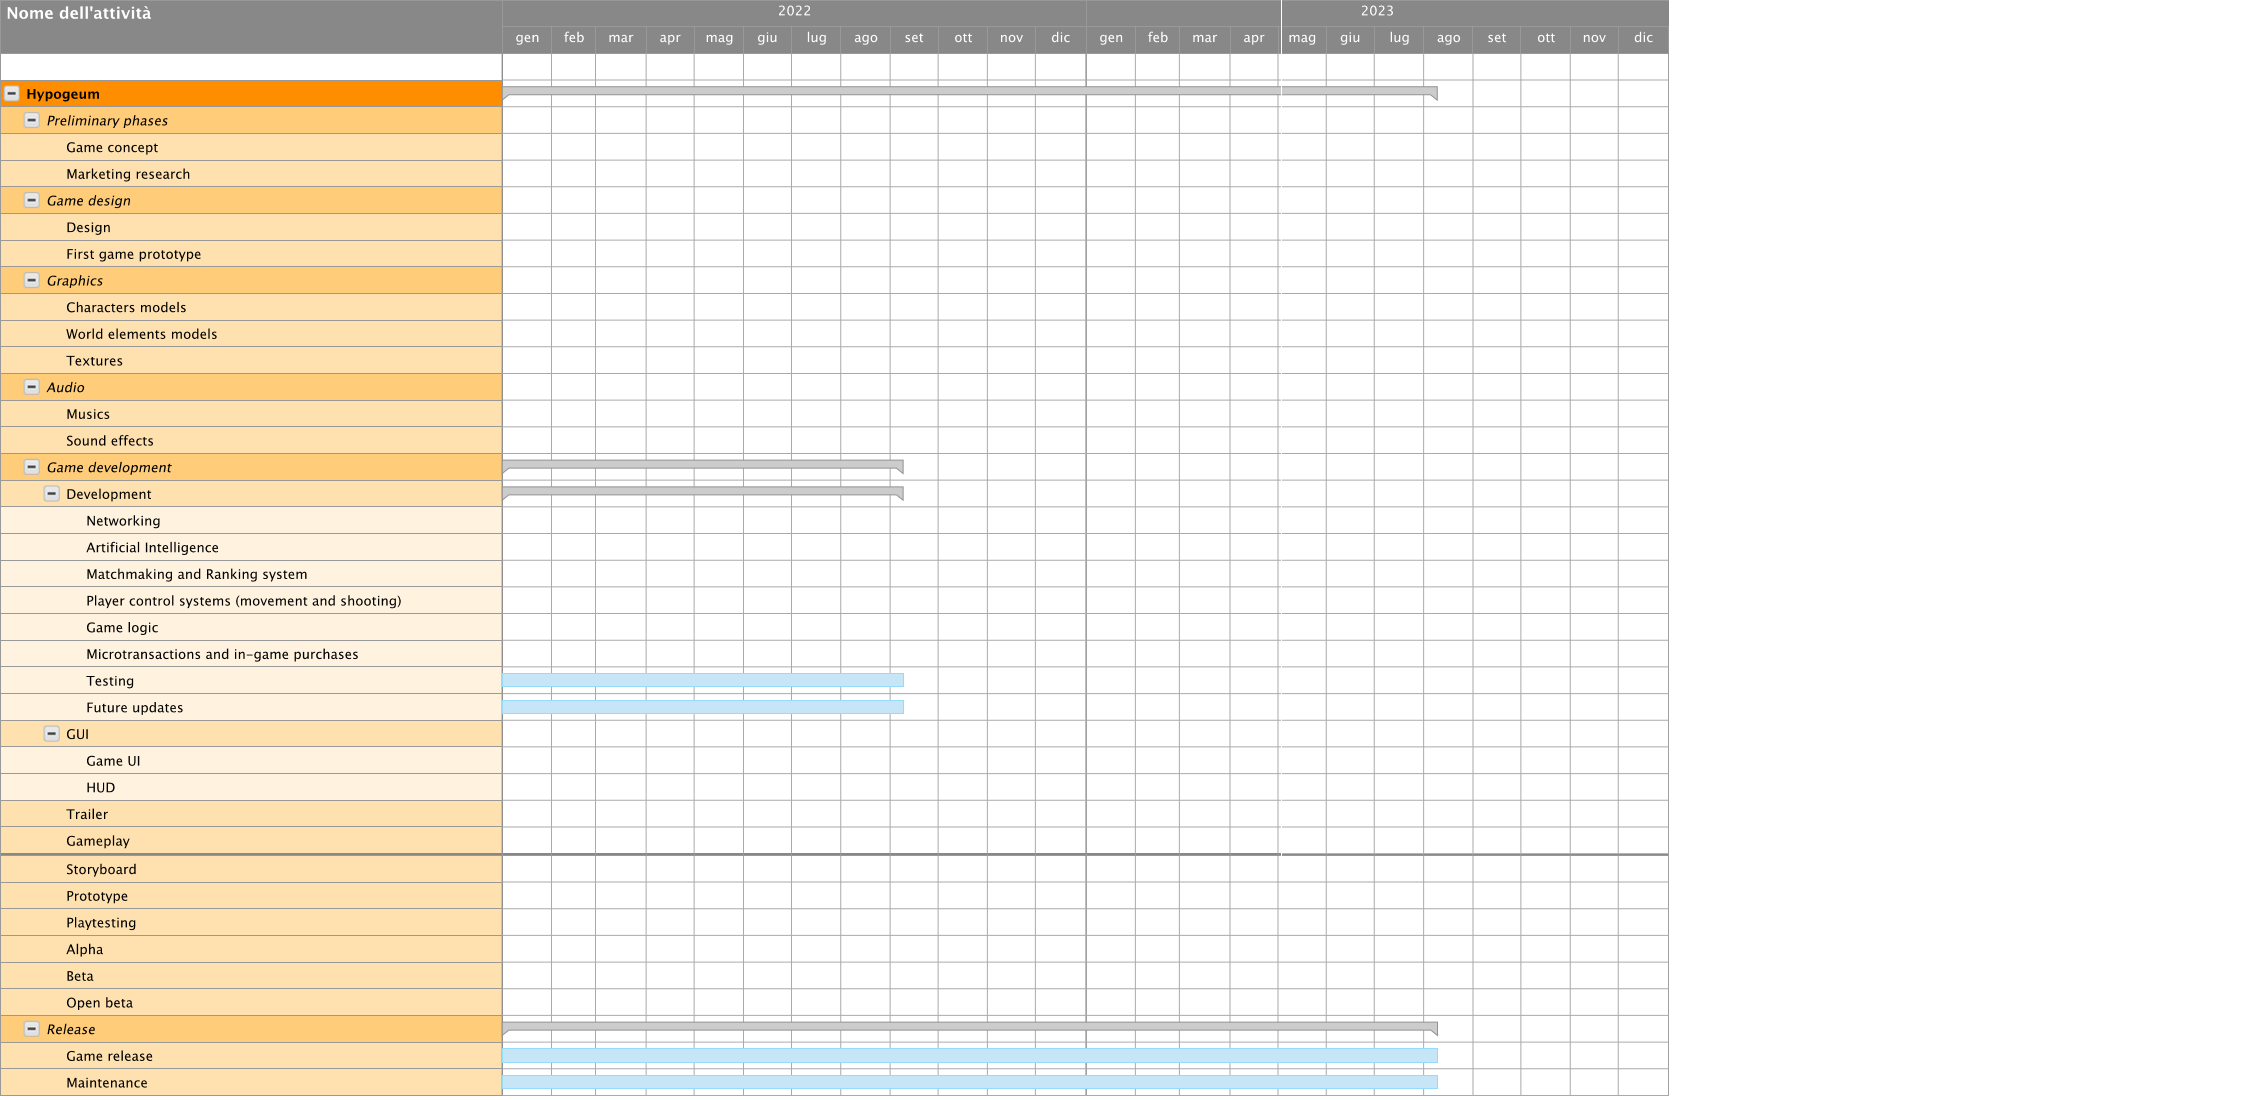 Nome dell'attività
2022 2023
gen feb mar apr mag giu lug ago set ott nov dic gen feb mar apr mag giu lug ago set ott nov dic
Hypogeum
Preliminary phases
Game concept
Marketing research
Game design
Design
First game prototype
Graphics
Characters models
World elements models
Textures
Audio
Musics
Sound effects
Game development
Development
Networking
Artificial Intelligence
Matchmaking and Ranking system
Player control systems (movement and shooting)
Game logic
Microtransactions and in-game purchases
Testing
Future updates
GUI
Game UI
HUD
Trailer
Gameplay
Storyboard
Prototype
Playtesting
Alpha
Beta
Open beta
Release
Game release
Maintenance